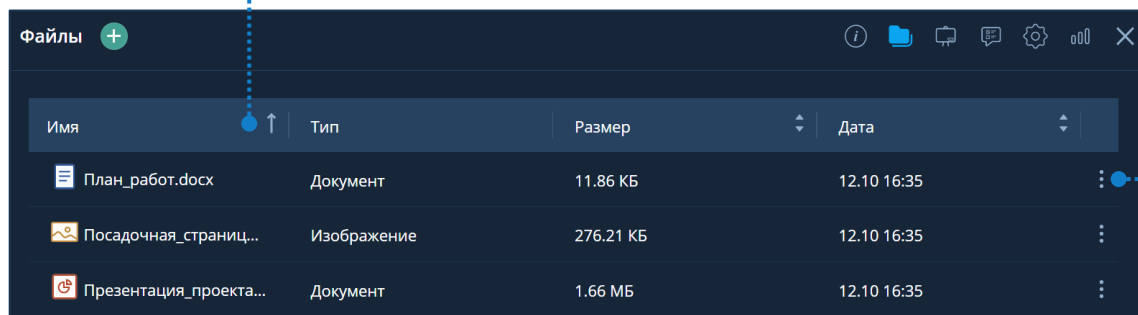 Файлы
Имя Тип Размер Дата
План_работ.docx Документ 11.86 КБ 12.10 16:35
Посадочная_страниц... Изображение 276.21 КБ 12.10 16:35
Презентация_проекта... Документ 1.66 МБ 12.10 16:35